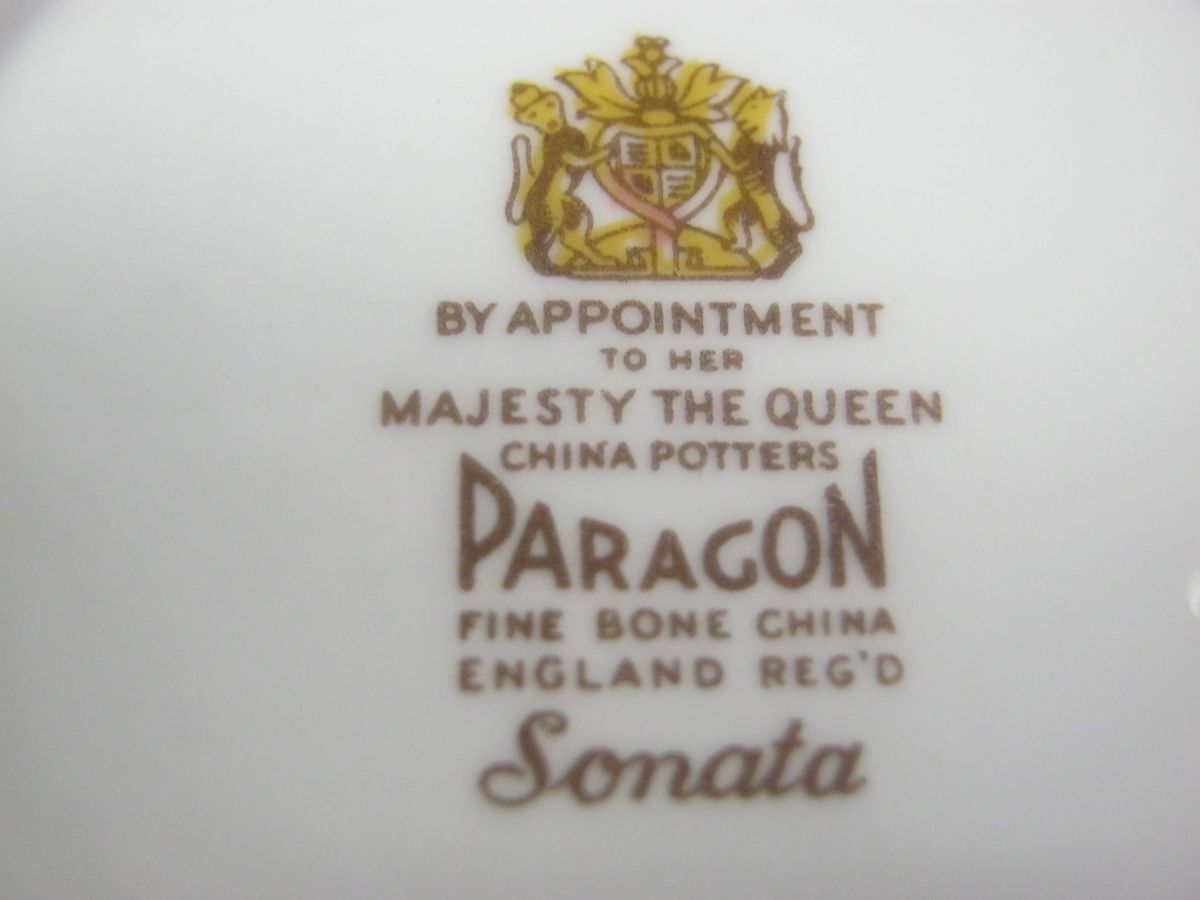 BY APPOINTMENT
TO HER
MAJESTY THE QUEEN
CHINA POTTERS
PARAGON
FINE BONE CHINA
ENGLAND REG'D
Sonata